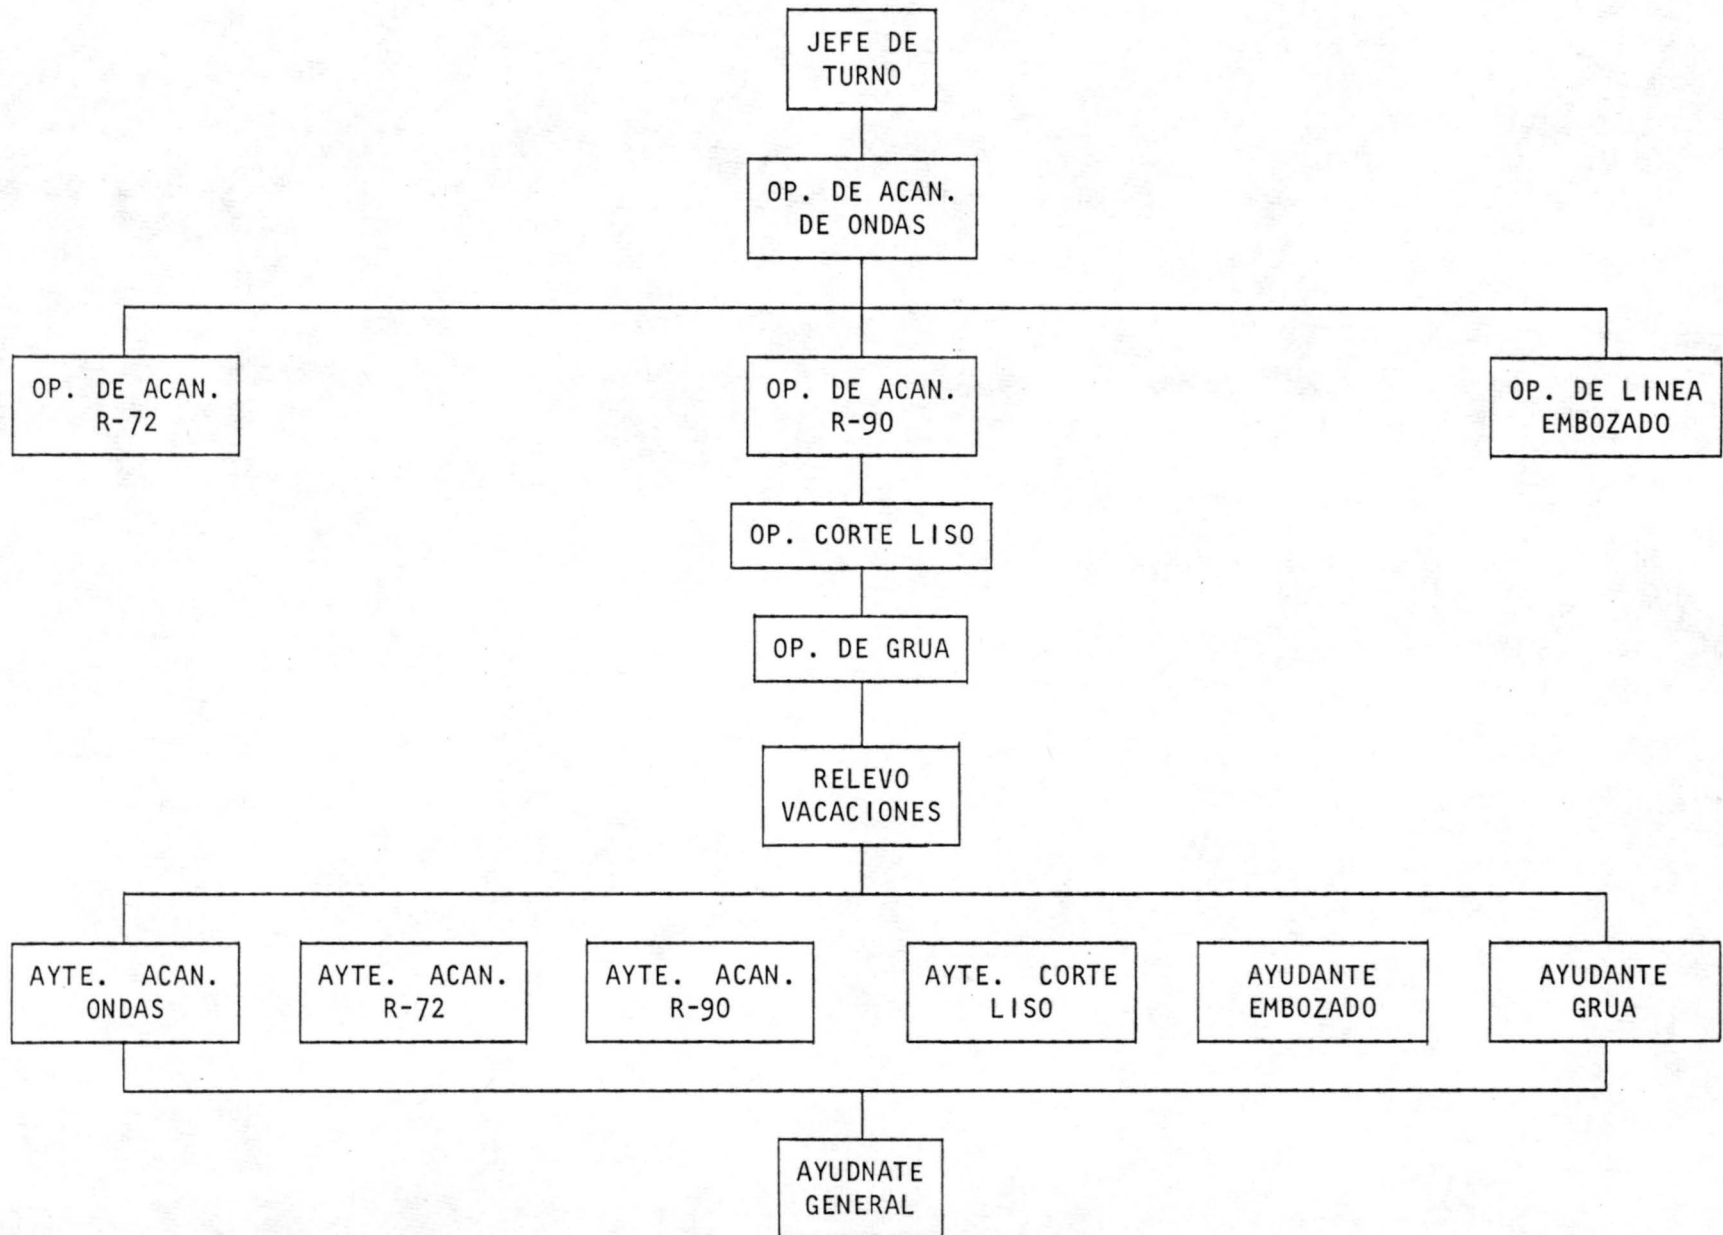 JEFE DE
TURNO
OP. DE ACAN.
DE ONDAS
OP. DE ACAN.
R-72
OP. DE ACAN.
R-90
OP. DE LINEA
EMBOZADO
OP. CORTE LISO
OP. DE GRUA
RELEVO
VACACIONES
AYTE. ACAN.
ONDAS
AYTE. ACAN.
R-72
AYTE. ACAN.
R-90
AYTE. CORTE
LISO
AYUDANTE
EMBOZADO
AYUDANTE
GRUA
AYUDNATE
GENERAL